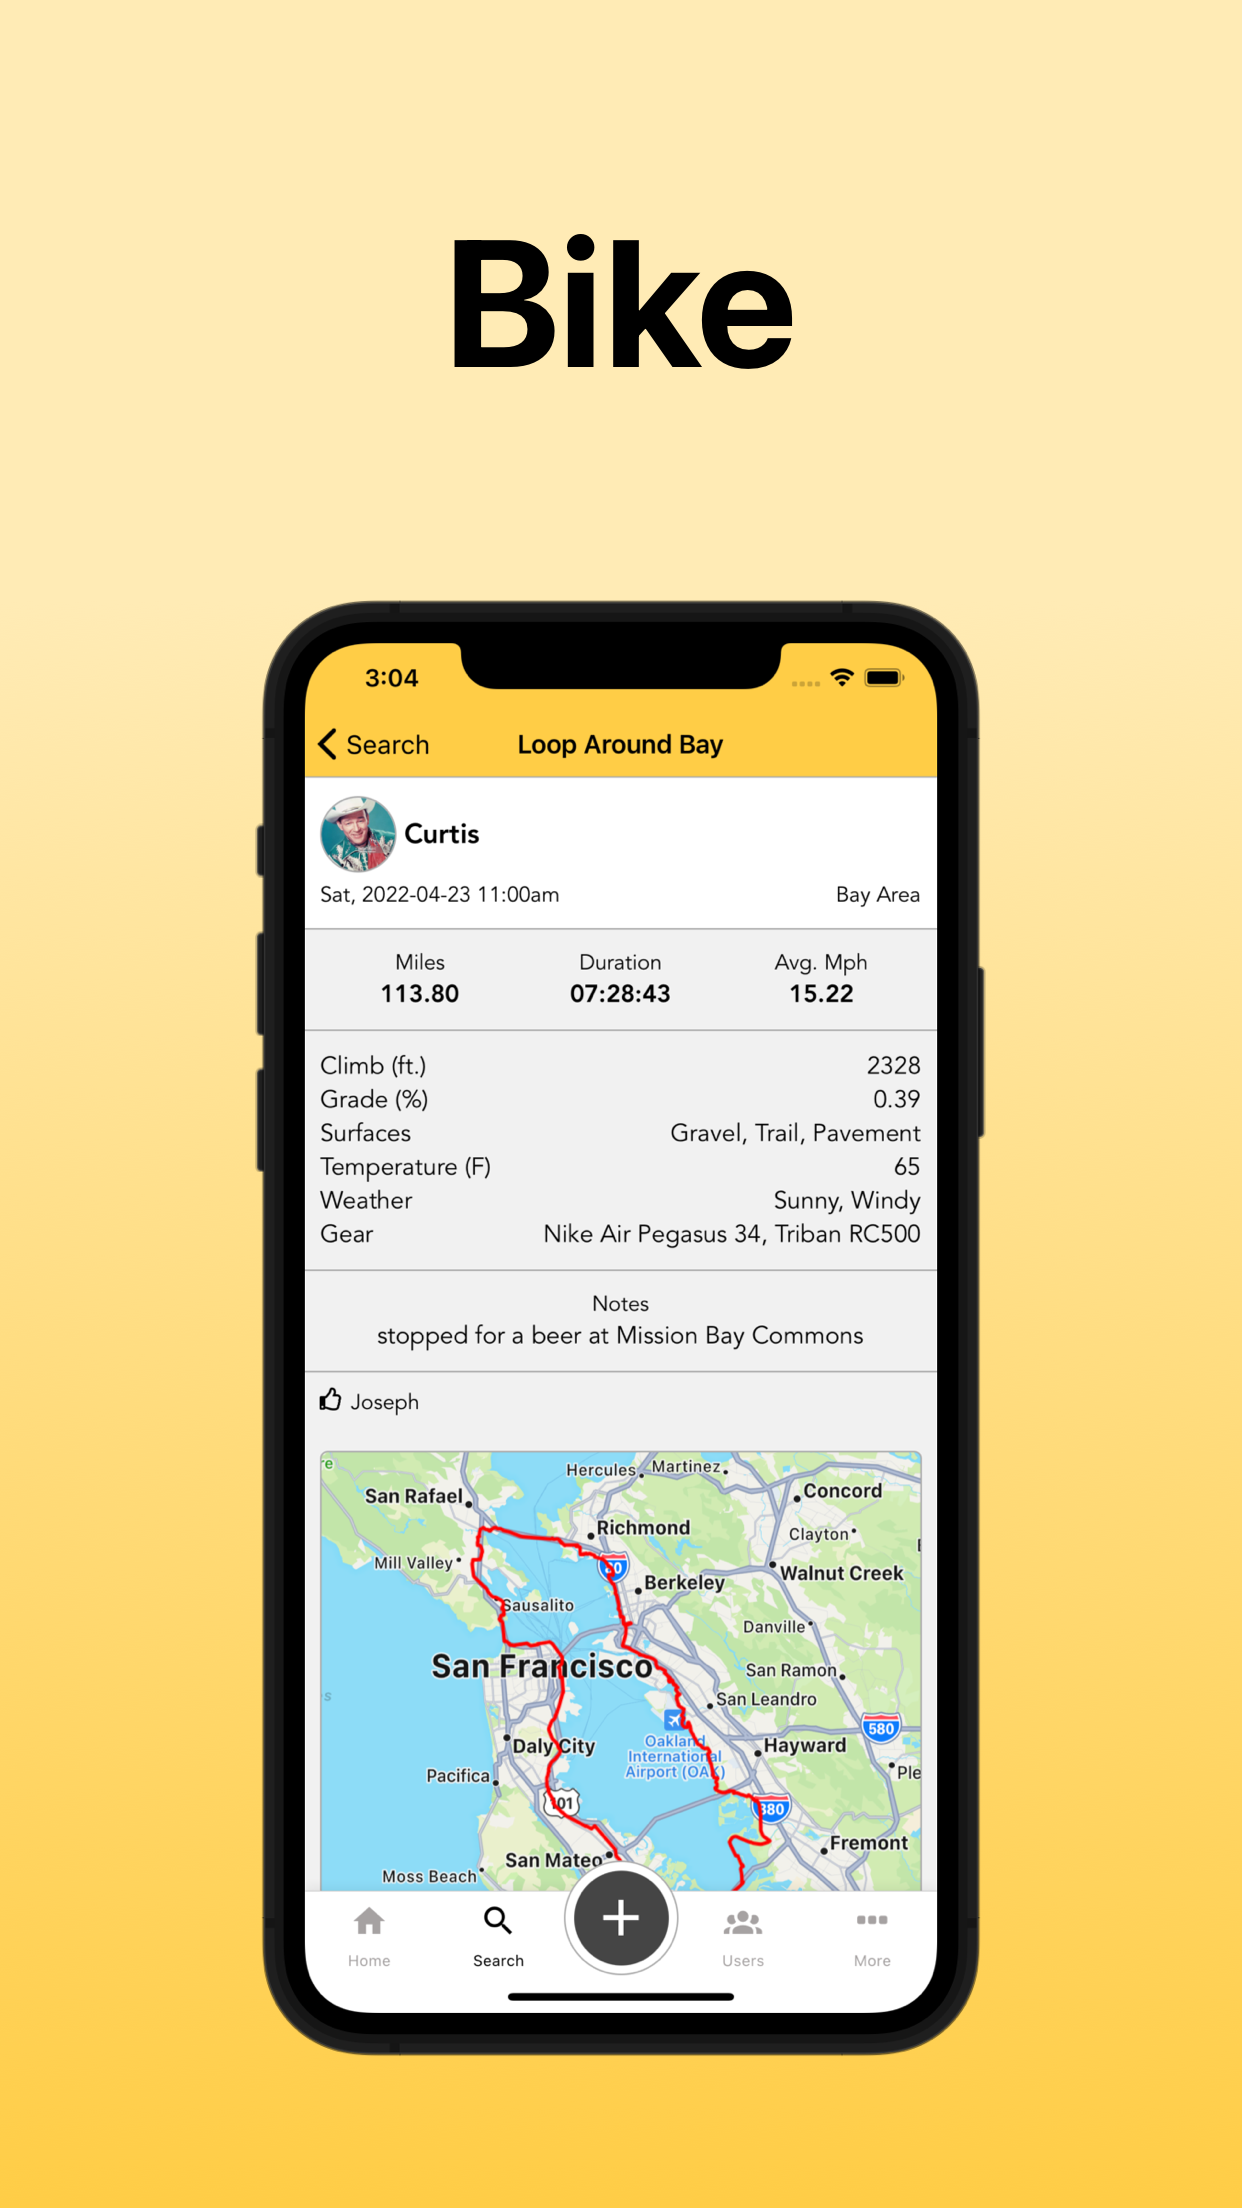 Bike
3:04
Search
Loop Around Bay
Curtis
Sat, 2022-04-23 11:00am
Bay Area
Miles
Duration
Avg. Mph
113.80
07:28:43
15.22
Climb (ft.)
2328
Grade (%)
0.39
Surfaces
Gravel, Trail, Pavement
Temperature (F)
65
Weather
Sunny, Windy
Gear
Nike Air Pegasus 34, Triban RC500
Notes
stopped for a beer at Mission Bay Commons
Joseph
Hercules
Martinez
San Rafael
Concord
Richmond
Clayton
Mill Valley
Walnut Creek
Berkeley
Sausalito
Danville
San Francisco
San Ramon
San Leandro
580
Daly City
Oakland
International
Airport (OAK)
Hayward
Pacifica
Ple
101
880
Fremont
San Mateo
Moss Beach
Home
Search
Users
More